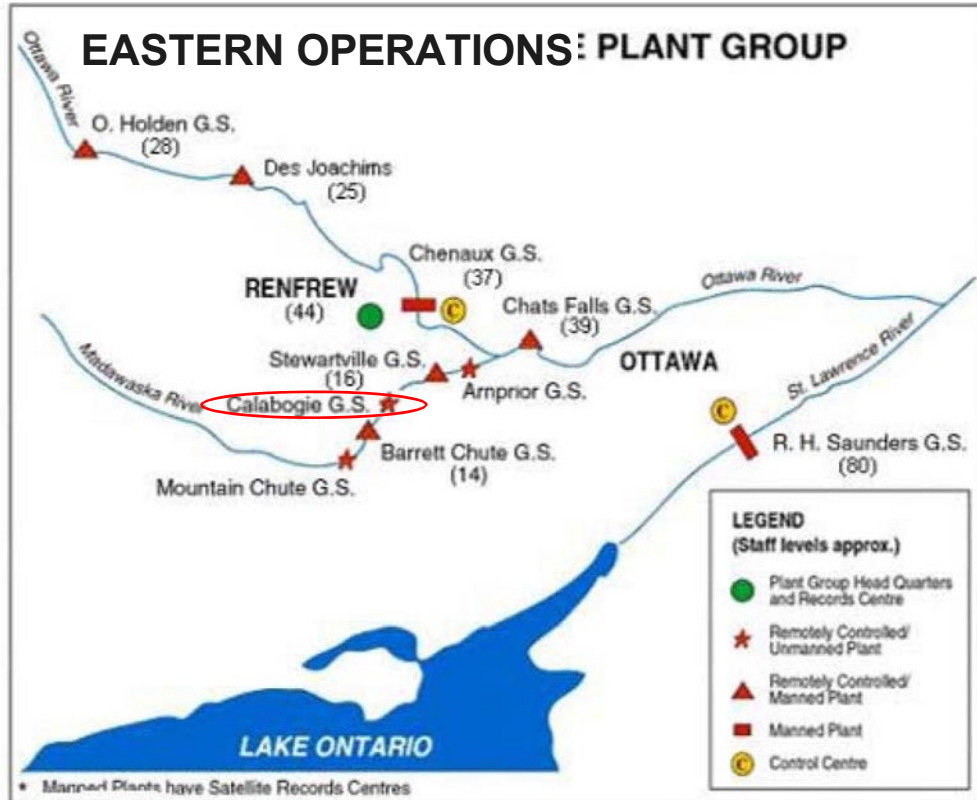 EASTERN OPERATIONS E PLANT GROUP
Ottawa River
O. Holden G.S.
(28)
Des Joachims
(25)
Chenaux G.S.
(37)
RENFREW
(44)
C
Chats Falls G.S.
(39)
Ottawa River
Stewartville G.S.
(16)
OTTAWA
St. Lawrence River
Madawaska River
Calabogie G.S.
Arnprior G.S.
C
Barrett Chute G.S.
(14)
R. H. Saunders G.S.
(80)
Mountain Chute G.S.
LEGEND
(Staff levels approx.)
Plant Group Head Quarters
and Records Centre
Remotely Controlled/
Unmanned Plant
Remotely Controlled/
Manned Plant
Manned Plant
C Control Centre
LAKE ONTARIO
* Manned Plants have Satellite Records Centres